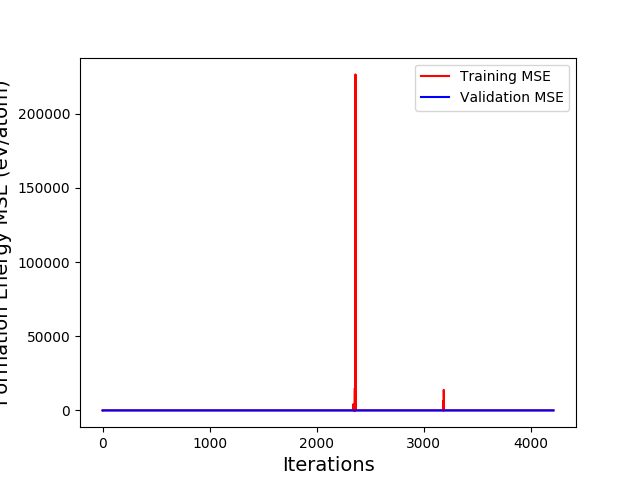 Training MSE
Validation MSE
Formation Energy MSE (eV/atom)
200000
150000
100000
50000
0
0 1000 2000 3000 4000
Iterations